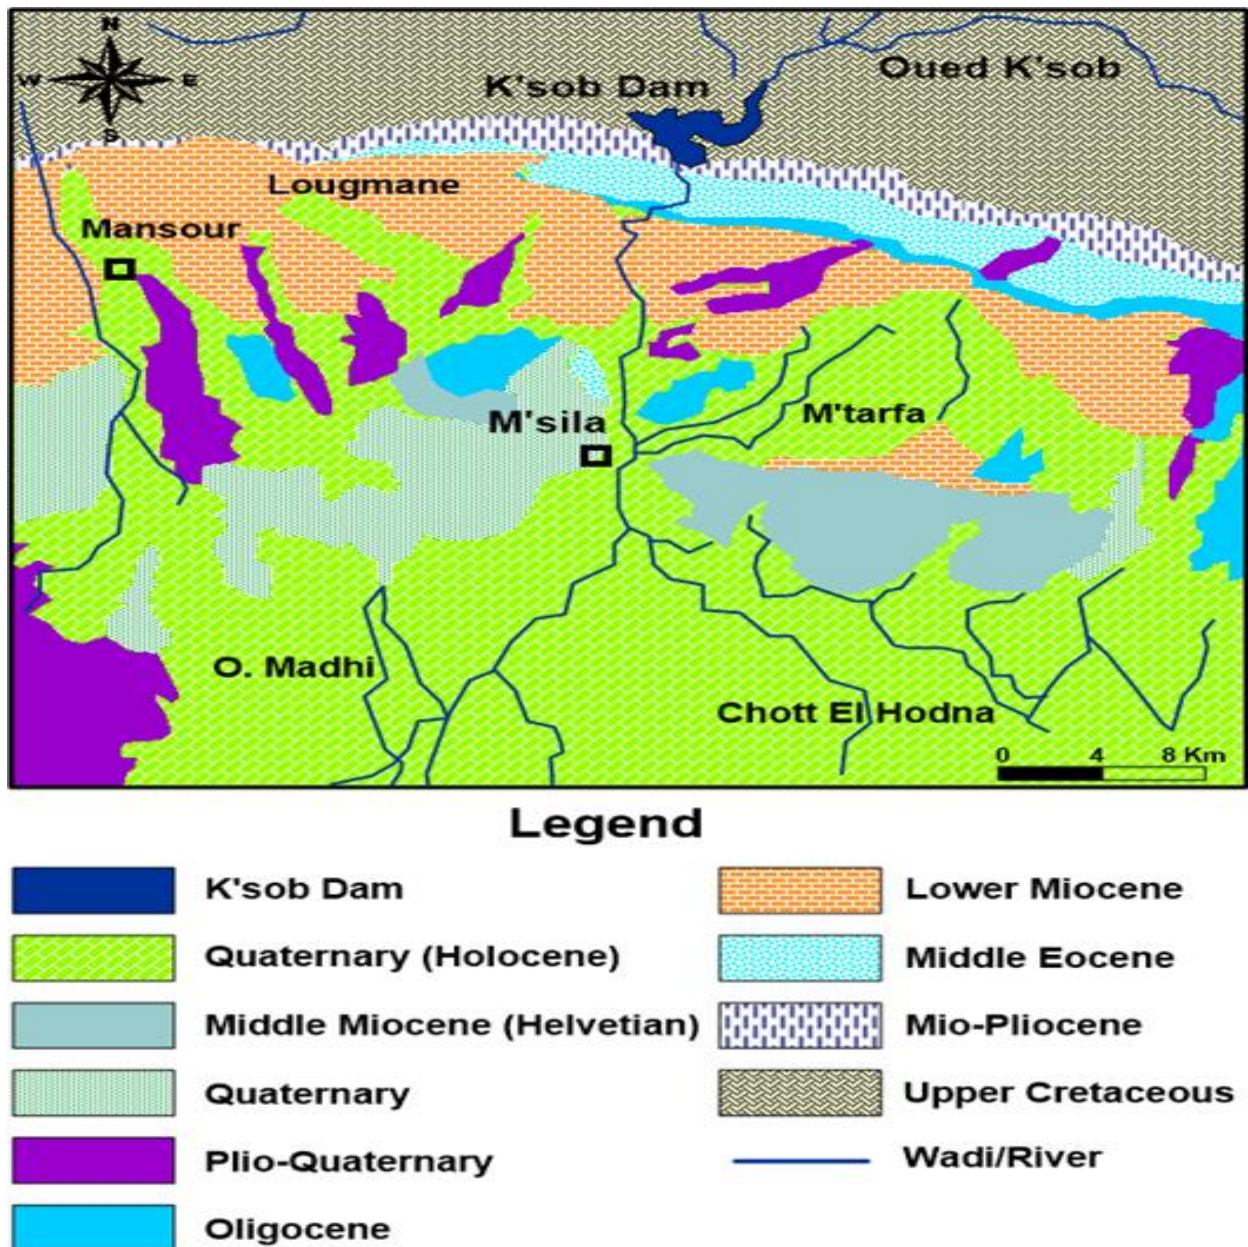 N
W E
S
Oued K'sob
K'sob Dam
Lougmane
Mansour
M'tarfa
M'sila
O. Madhi
Chott El Hodna
0 4 8 Km
Legend
K'sob Dam
Quaternary (Holocene)
Middle Miocene (Helvetian)
Quaternary
Plio-Quaternary
Oligocene
Lower Miocene
Middle Eocene
Mio-Pliocene
Upper Cretaceous
Wadi/River